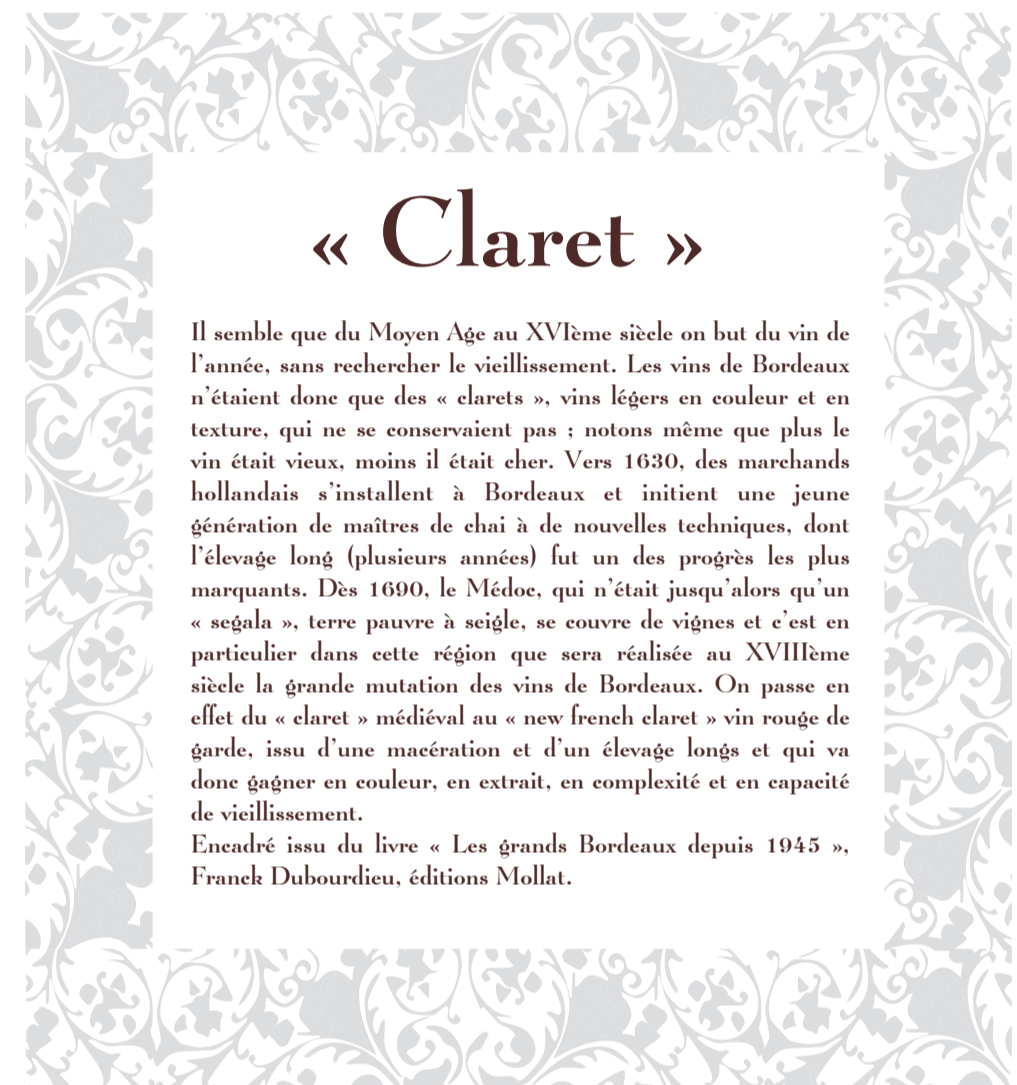 « Claret »
Il semble que du Moyen Age au XVIème siècle on but du vin de
l'année, sans rechercher le vieillissement. Les vins de Bordeaux
n'étaient donc que des « clarets », vins légers en couleur et en
texture, qui ne se conservaient pas ; notons même que plus le
vin était vieux, moins il était cher. Vers 1630, des marchands
hollandais s'installent à Bordeaux et initient une jeune
génération de maîtres de chai à de nouvelles techniques, dont
l'élevage long (plusieurs années) fut un des progrès les plus
marquants. Dès 1690, le Médoc, qui n'était jusqu'alors qu'un
« segala », terre pauvre à seigle, se couvre de vignes et c'est en
particulier dans cette région que sera réalisée au XVIIIème
siècle la grande mutation des vins de Bordeaux. On passe en
effet du « claret » médiéval au « new french claret » vin rouge de
garde, issu d'une macération et d'un élevage longs et qui va
donc gagner en couleur, en extrait, en complexité et en capacité
de vieillissement.
Encadré issu du livre « Les grands Bordeaux depuis 1945 »,
Franck Dubourdieu, éditions Mollat.